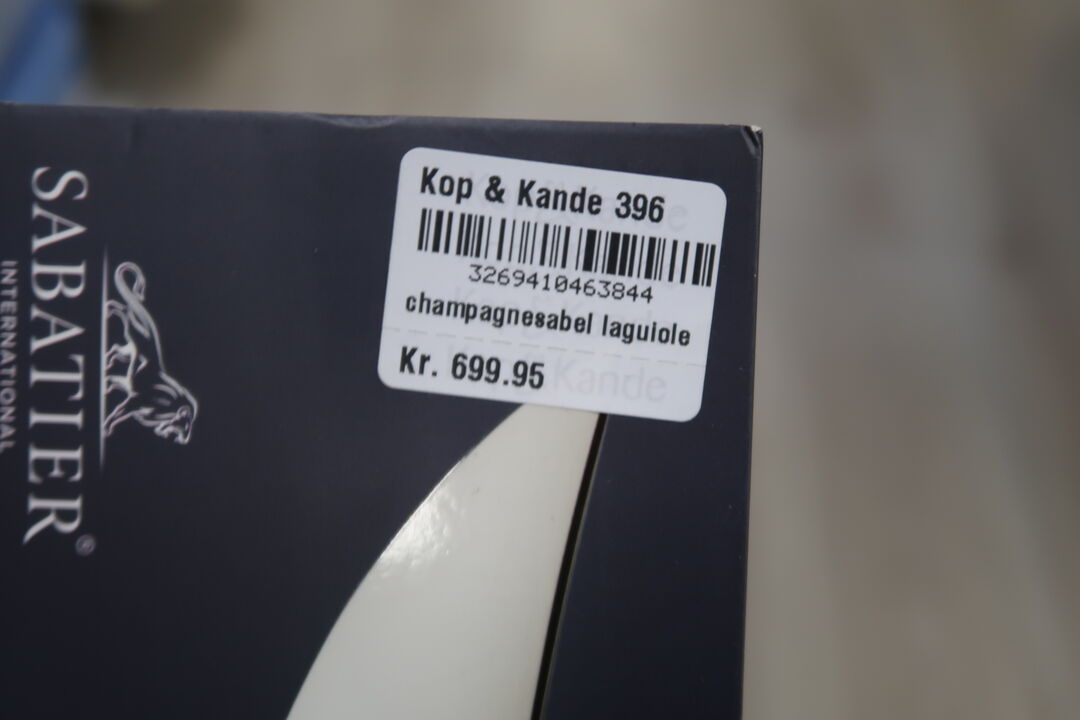 Kop & Kande 396
3269410463844
champagnesabel laguiole
Kr. 699.95
SABATIER®
INTERNATIONAL